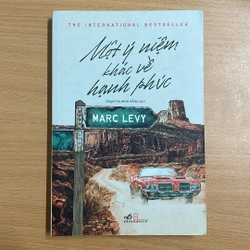 THE INTERNATIONAL BESTSELLER
Một ý niệm
khác về
hạnh phúc
MARC LEVY